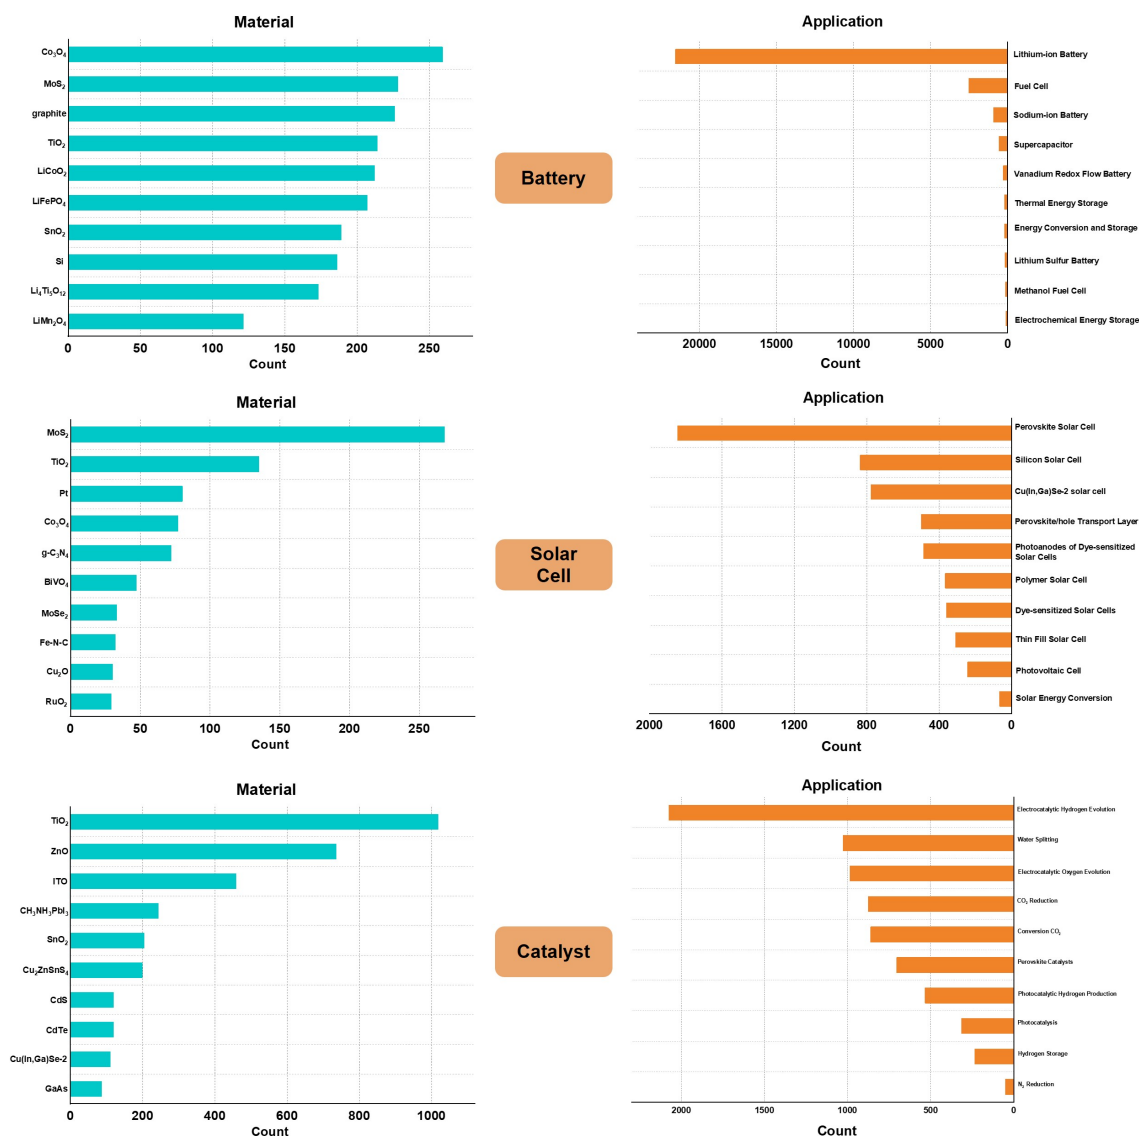 Material
Co₃O₄
MoS₂
graphite
TiO₂
LiCoO₂
LiFePO₄
SnO₂
Si
Li₄Ti₅O₁₂
LiMn₂O₄
0 50 100 150 200 250
Count
Battery
Application
Lithium-ion Battery
Fuel Cell
Sodium-ion Battery
Supercapacitor
Vanadium Redox Flow Battery
Thermal Energy Storage
Energy Conversion and Storage
Lithium Sulfur Battery
Methanol Fuel Cell
Electrochemical Energy Storage
20000 15000 10000 5000 0
Count
Material
MoS₂
TiO₂
Pt
Co₃O₄
g-C₃N₄
BiVO₄
MoSe₂
Fe-N-C
Cu₂O
RuO₂
0 50 100 150 200 250
Count
Solar
Cell
Application
Perovskite Solar Cell
Silicon Solar Cell
Cu(In,Ga)Se-2 solar cell
Perovskite/hole Transport Layer
Photoanodes of Dye-sensitized
Solar Cells
Polymer Solar Cell
Dye-sensitized Solar Cells
Thin Fill Solar Cell
Photovoltaic Cell
Solar Energy Conversion
2000 1600 1200 800 400 0
Count
Material
TiO₂
ZnO
ITO
CH₃NH₃PbI₃
SnO₂
Cu₂ZnSnS₄
CdS
CdTe
Cu(In,Ga)Se-2
GaAs
0 200 400 600 800 1000
Count
Catalyst
Application
Electrocatalytic Hydrogen Evolution
Water Splitting
Electrocatalytic Oxygen Evolution
CO₂ Reduction
Conversion CO₂
Perovskite Catalysts
Photocatalytic Hydrogen Production
Photocatalysis
Hydrogen Storage
N₂ Reduction
2000 1500 1000 500 0
Count